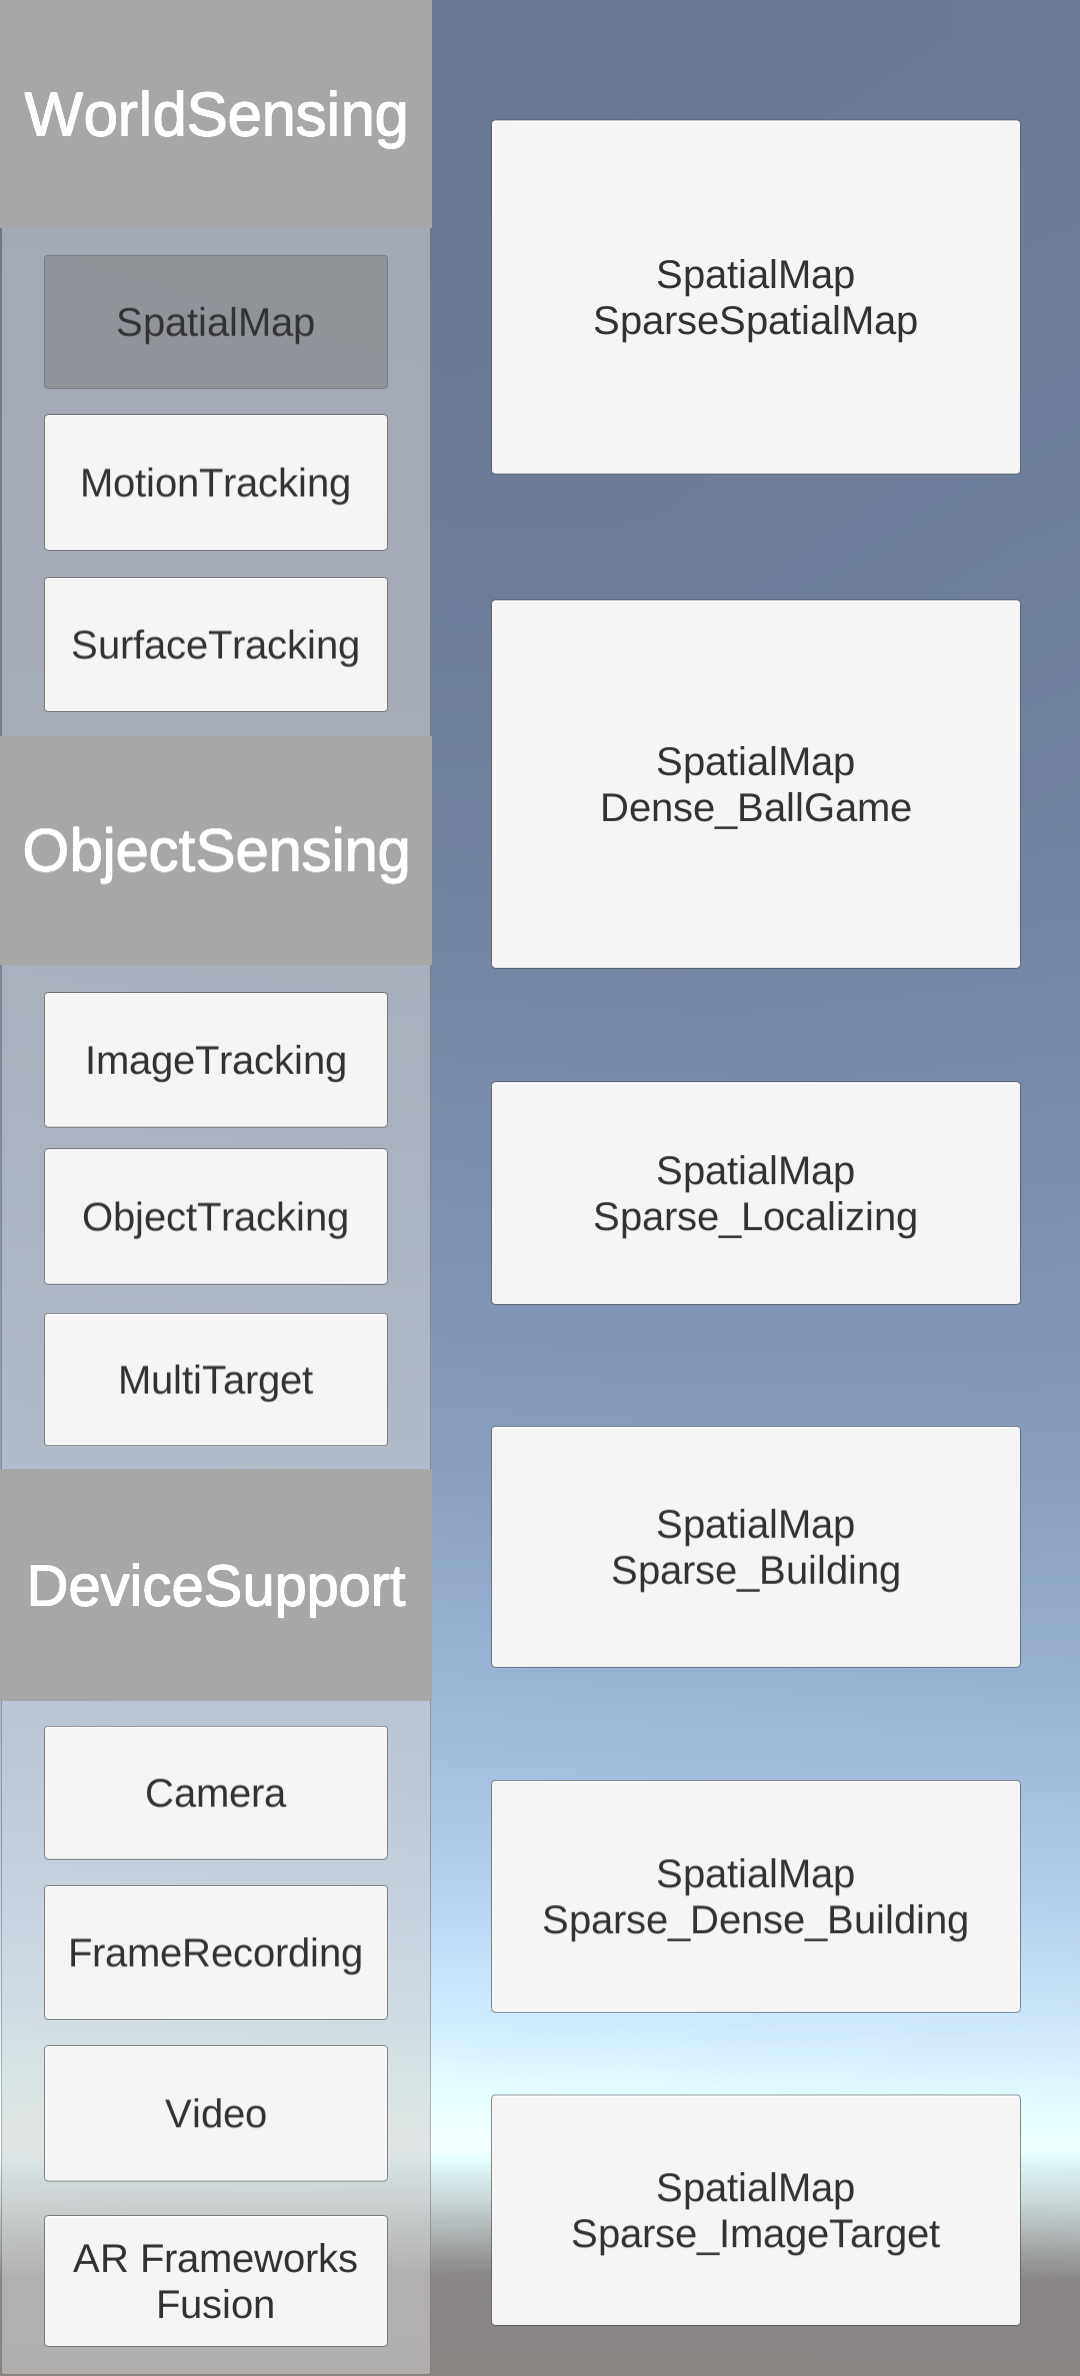 WorldSensing
SpatialMap
MotionTracking
SurfaceTracking
ObjectSensing
ImageTracking
ObjectTracking
MultiTarget
DeviceSupport
Camera
FrameRecording
Video
AR Frameworks
Fusion
SpatialMap
SparseSpatialMap
SpatialMap
Dense_BallGame
SpatialMap
Sparse_Localizing
SpatialMap
Sparse_Building
SpatialMap
Sparse_Dense_Building
SpatialMap
Sparse_ImageTarget